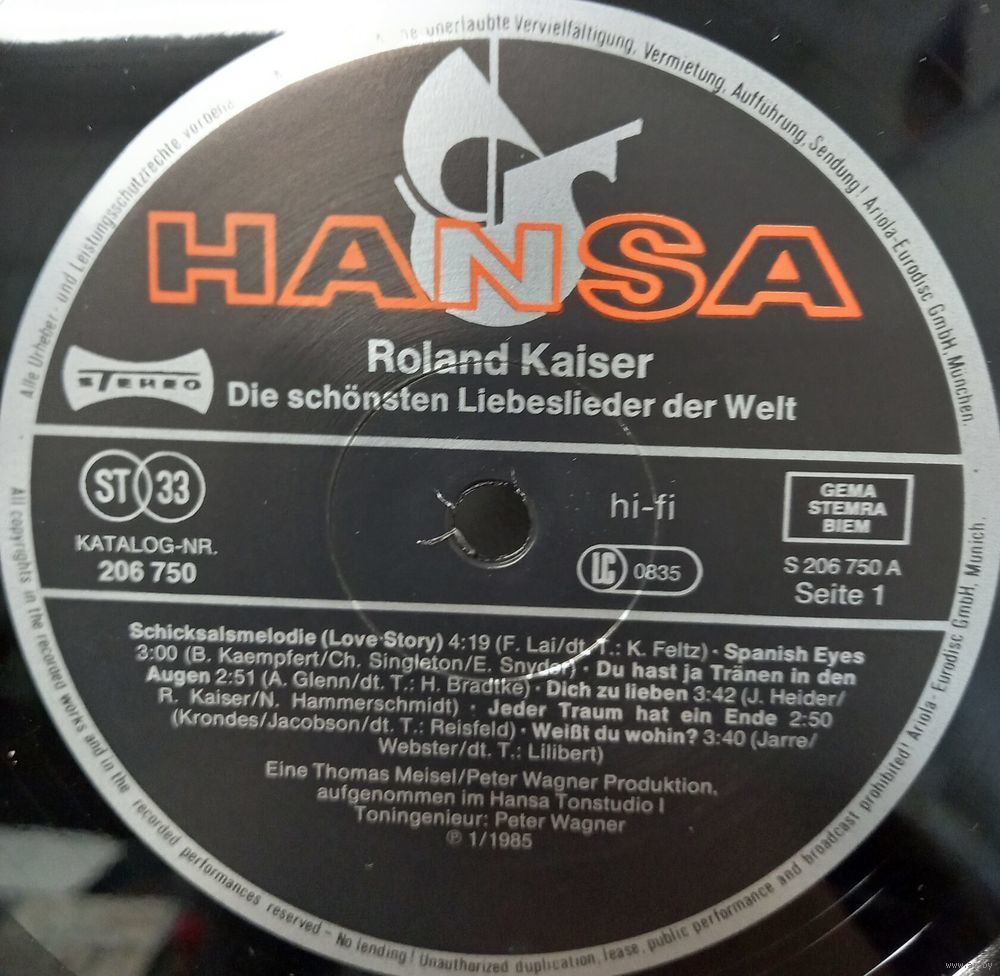 unerlaubte Vervielfältigung, Vermietung, Aufführung, Sendung! Ariola-Eurodisc GmbH, München.
Alle Urheber- und Leistungsschutzrechte
HANSA
Roland Kaiser
STEREO
Die schönsten Liebeslieder der Welt
ST 33
KATALOG-NR.
206 750
hi-fi
LC 0835
GEMA
STEMRA
BIEM
S 206 750 A
Seite 1
Schicksalsmelodie (Love Story) 4:19 (F. Lai/dt. T.: K. Feltz) · Spanish Eyes
3:00 (B. Kaempfert/Ch. Singleton/E. Snyder) · Du hast ja Tränen in den
Augen 2:51 (A. Glenn/dt. T.: H. Bradtke) · Dich zu lieben 3:42 (J. Heider/
R. Kaiser/N. Hammerschmidt) · Jeder Traum hat ein Ende 2:50
(Krondes/Jacobson/dt. T.: Reisfeld) · Weißt du wohin? 3:40 (Jarre/
Webster/dt. T.: Lilibert)
Eine Thomas Meisel/Peter Wagner Produktion,
aufgenommen im Hansa Tonstudio I
Toningenieur: Peter Wagner
℗ 1/1985
All copyrights in the recorded works and in the recorded performances reserved – No lending! Unauthorized duplication, lease, public performance and broadcast prohibited! Ariola-Eurodisc GmbH, Munich.